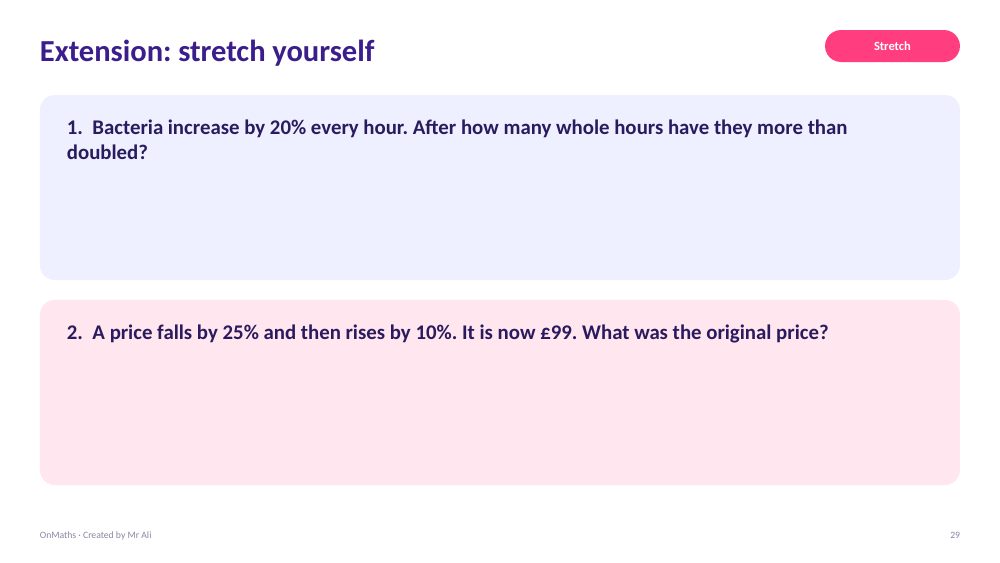 Extension: stretch yourself
Stretch
1. Bacteria increase by 20% every hour. After how many whole hours have they more than
doubled?
2. A price falls by 25% and then rises by 10%. It is now £99. What was the original price?
OnMaths · Created by Mr Ali
29